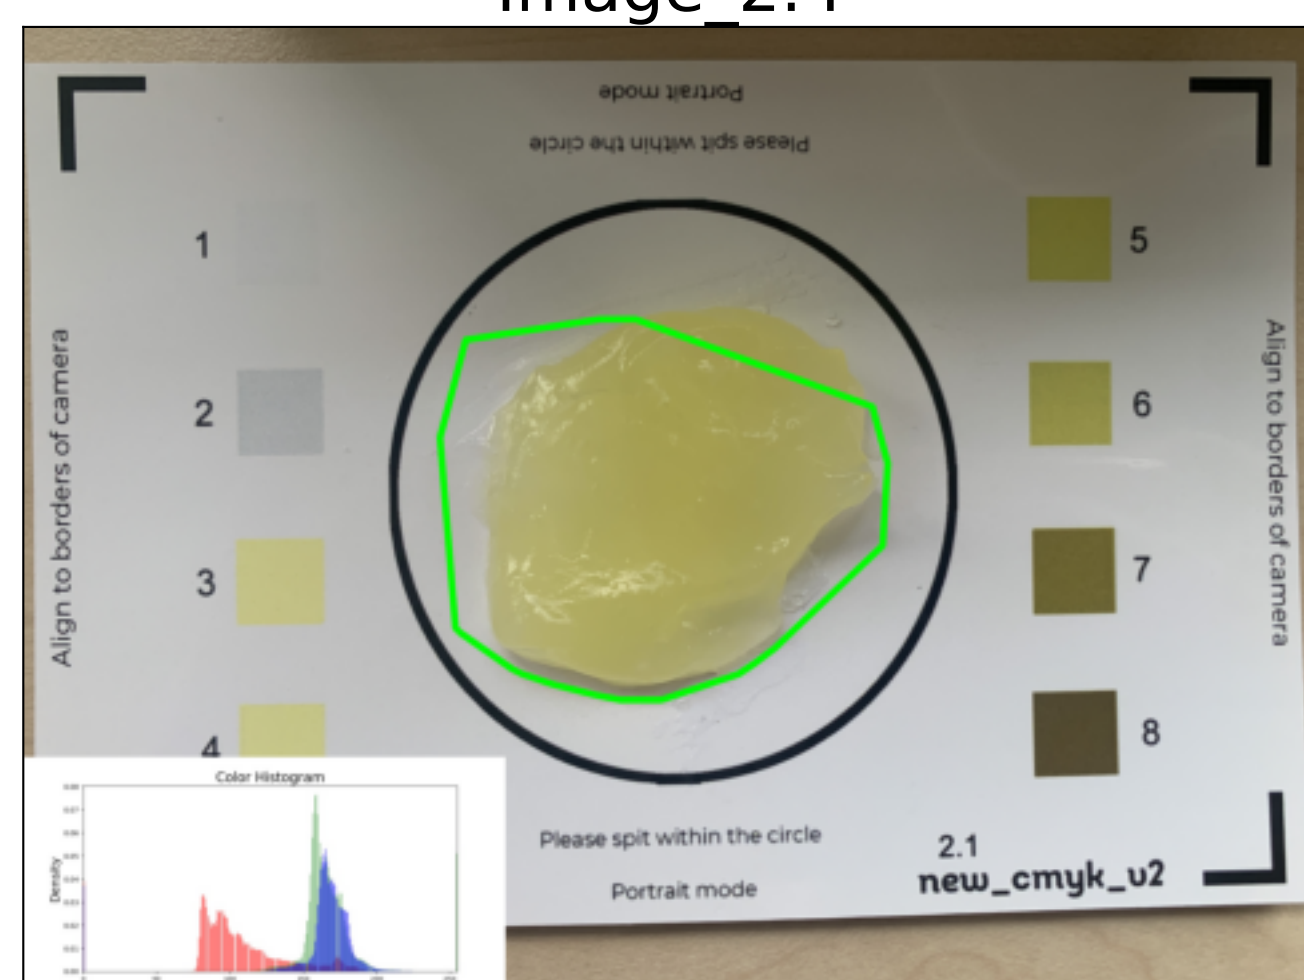 Image_2.1
Portrait mode
Please spit within the circle
1
5
Align to borders of camera
Align to borders of camera
2
6
3
7
4
8
Color Histogram
Density
Please spit within the circle
2.1
Portrait mode
new_cmyk_v2